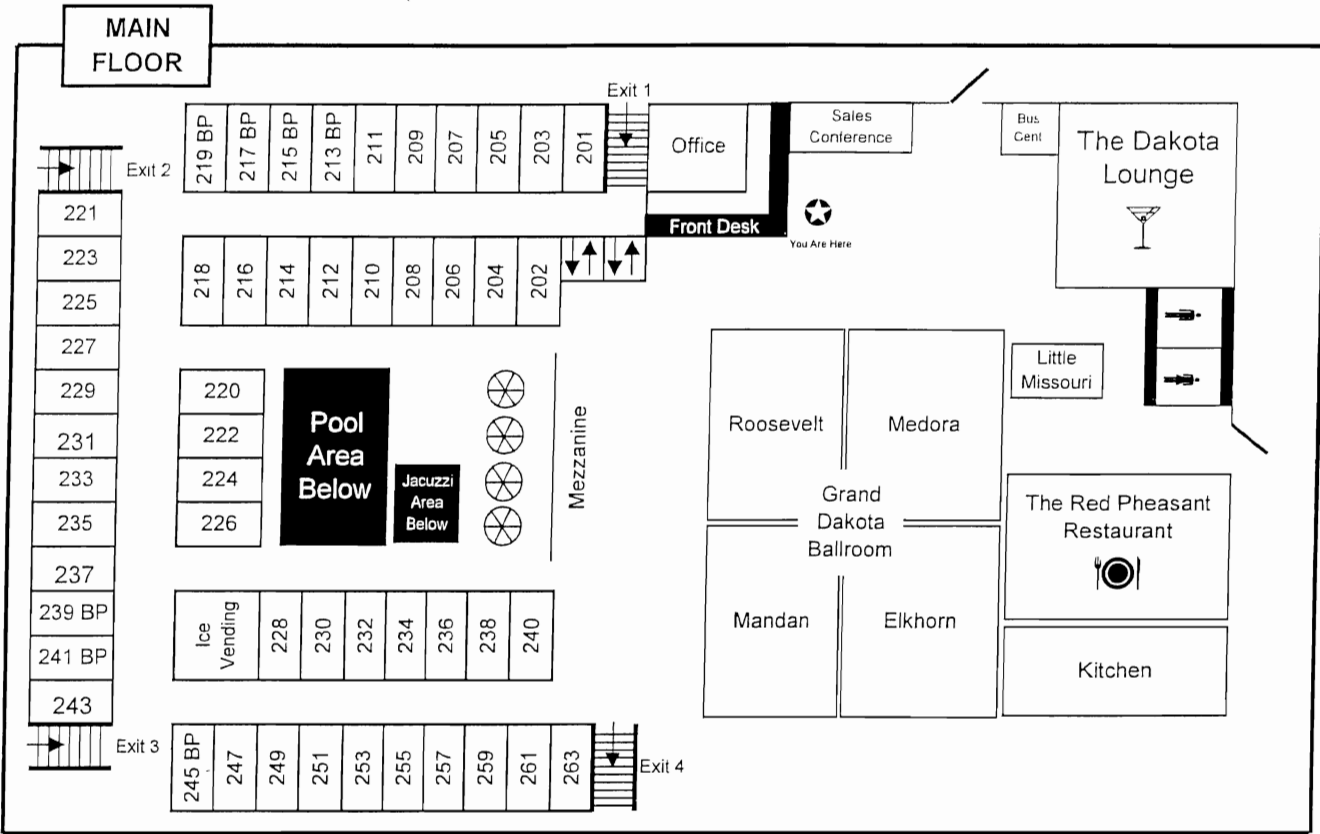 MAIN
FLOOR
Exit 1
219 BP
217 BP
215 BP
213 BP
211
209
207
205
203
201
Office
Sales
Conference
Bus
Cent
The Dakota
Lounge
Exit 2
Front Desk
You Are Here
221
223
225
227
229
231
233
235
237
239 BP
241 BP
243
218
216
214
212
210
208
206
204
202
220
222
224
226
Pool
Area
Below
Jacuzzi
Area
Below
Mezzanine
Roosevelt
Medora
Grand
Dakota
Ballroom
Mandan
Elkhorn
Little
Missouri
The Red Pheasant
Restaurant
Kitchen
Ice
Vending
228
230
232
234
236
238
240
Exit 3
245 BP
247
249
251
253
255
257
259
261
263
Exit 4